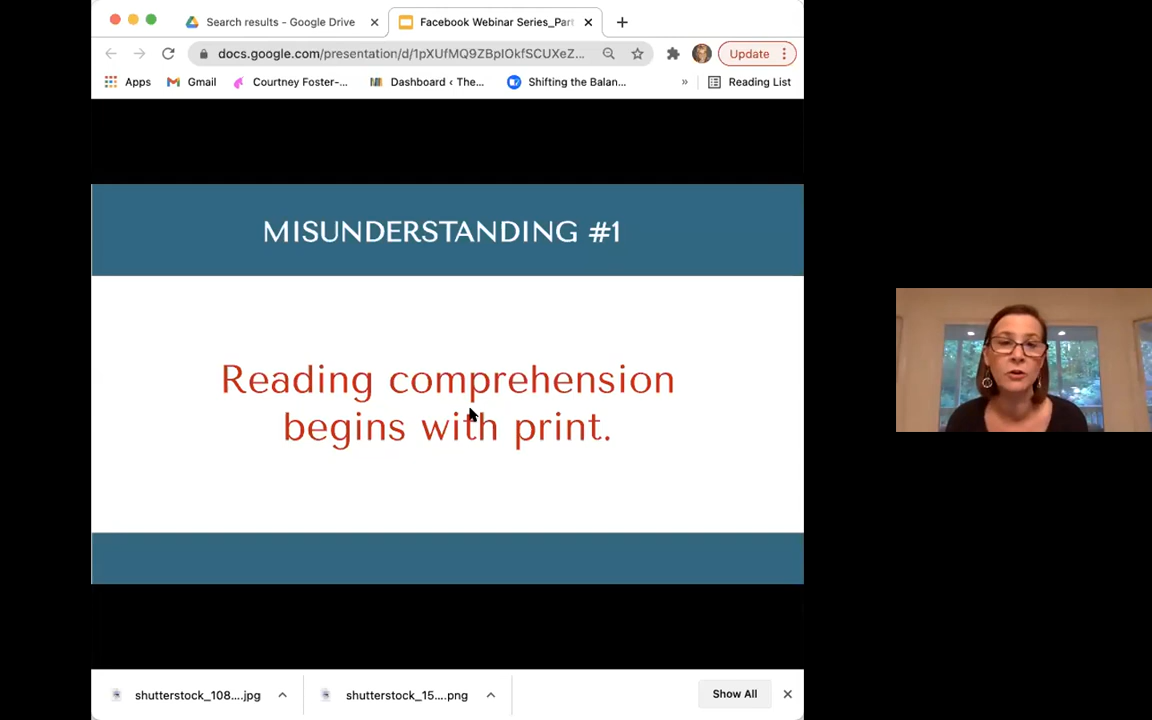 Search results - Google Drive
Facebook Webinar Series_Part
docs.google.com/presentation/d/1pXUfMQ9ZBpIOkfSCUXeZ...
Update
Apps
Gmail
Courtney Foster-...
Dashboard ‹ The...
Shifting the Balan...
»
Reading List
MISUNDERSTANDING #1
Reading comprehension
begins with print.
shutterstock_108....jpg
shutterstock_15....png
Show All